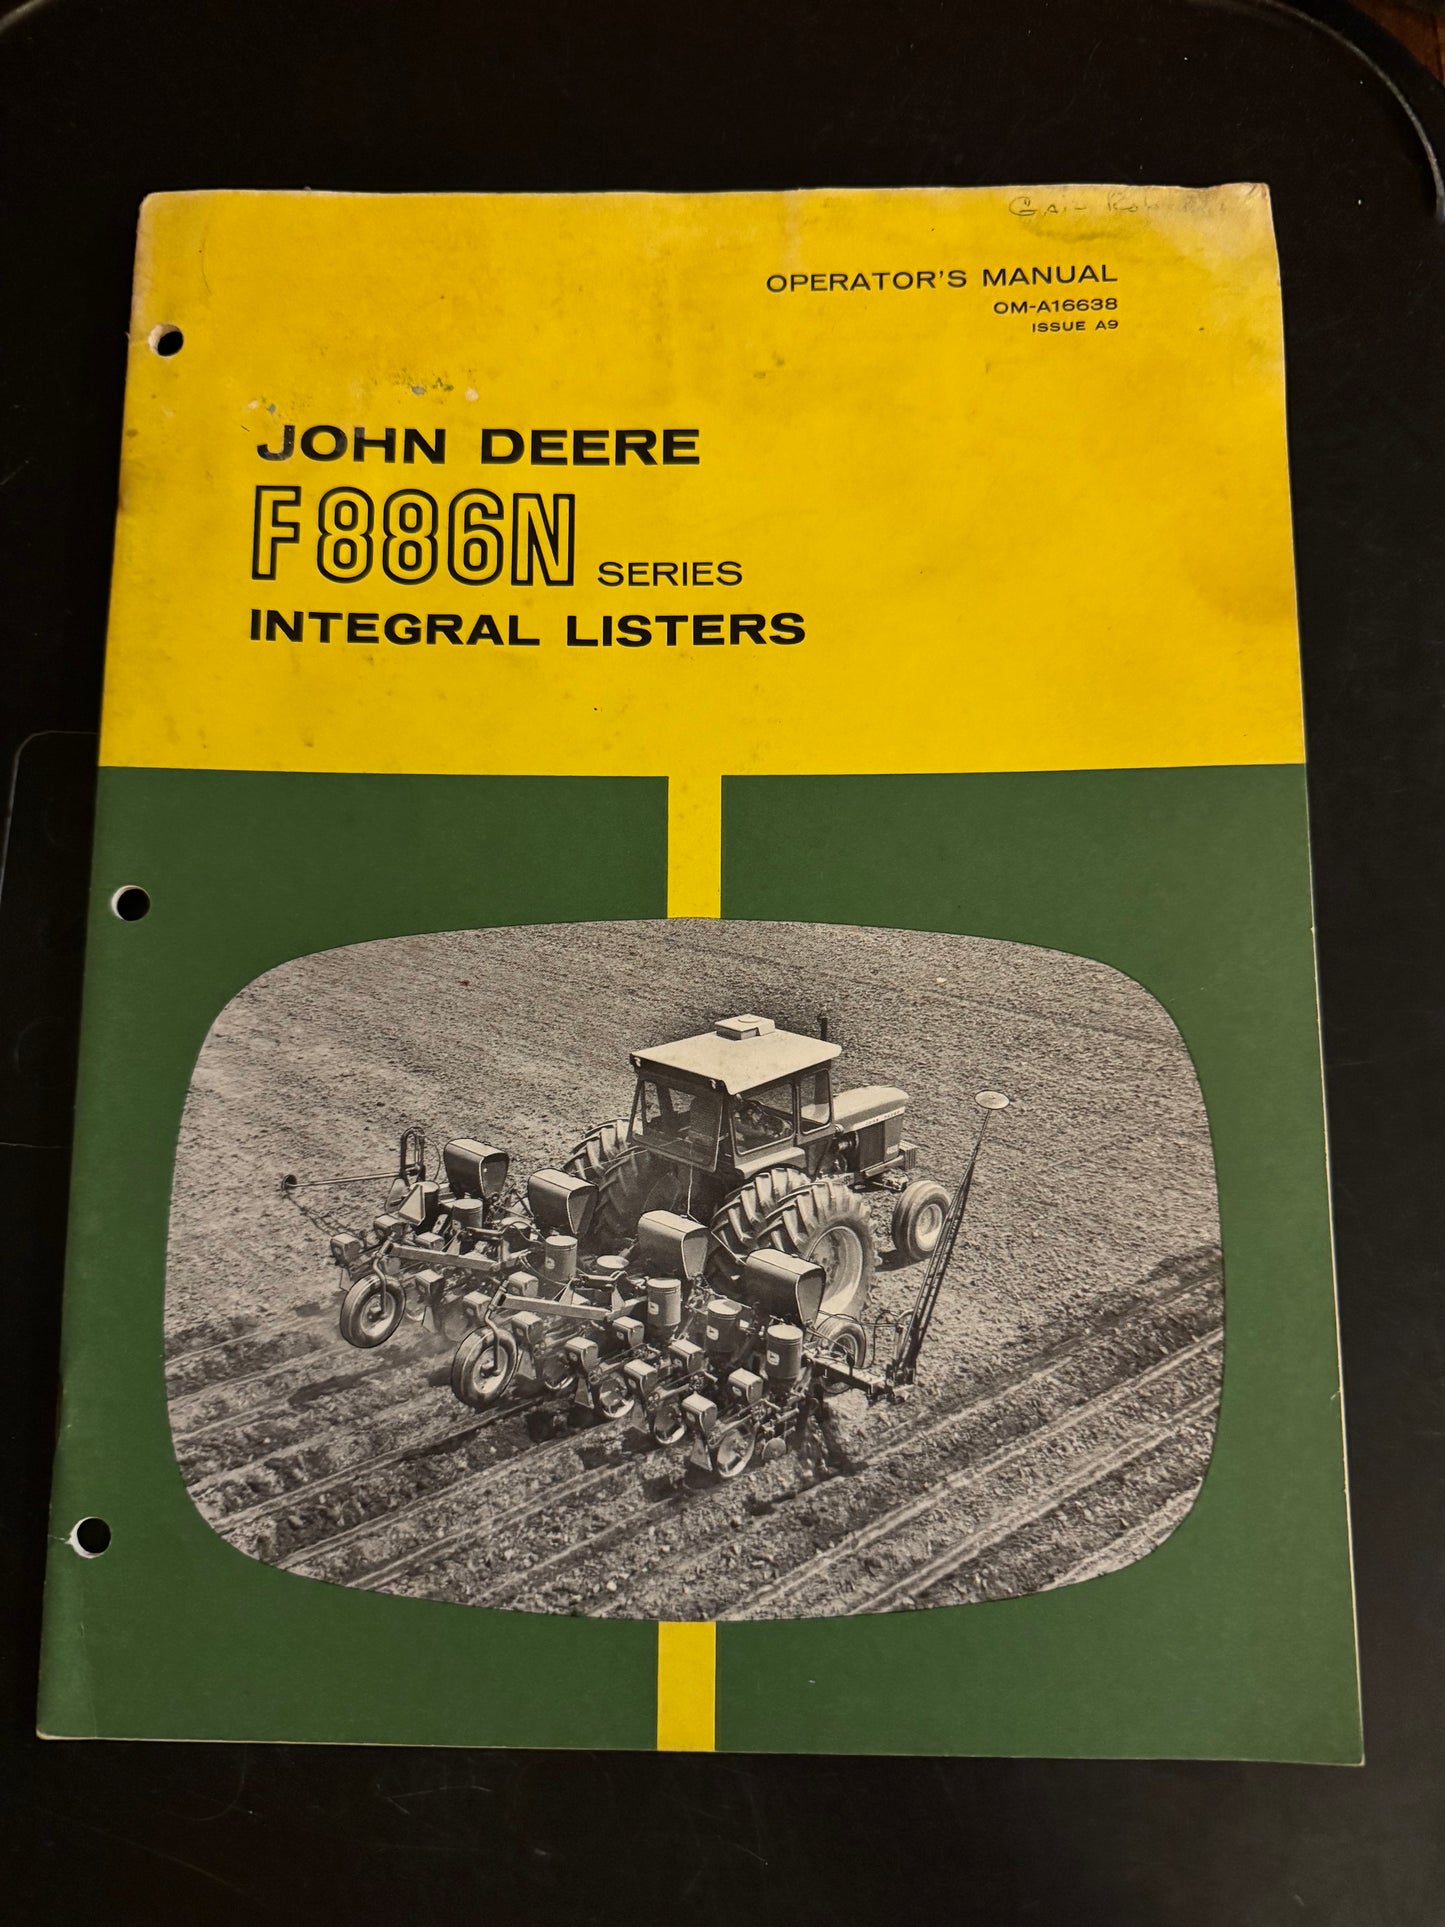 OPERATOR'S MANUAL
OM-A16638
ISSUE A9
JOHN DEERE
F886N SERIES
INTEGRAL LISTERS